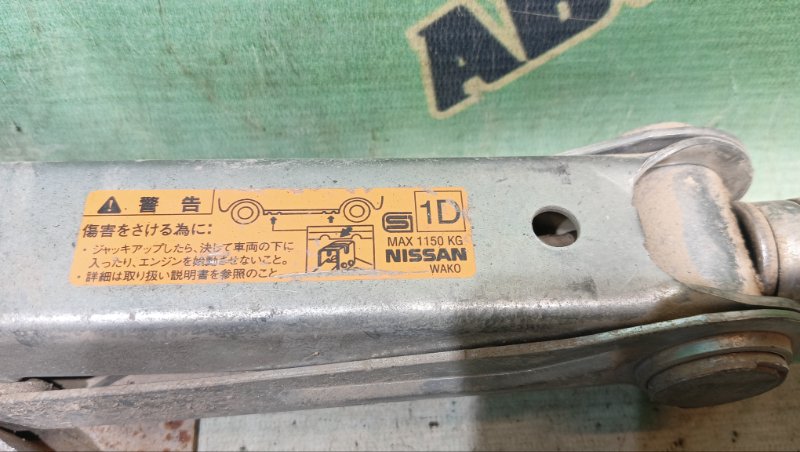 警告
傷害をさける為に:
・ジャッキアップしたら、決して車両の下に
入ったり、エンジンを始動させないこと。
・詳細は取り扱い説明書を参照のこと
1D
MAX 1150 KG
NISSAN
WAKO